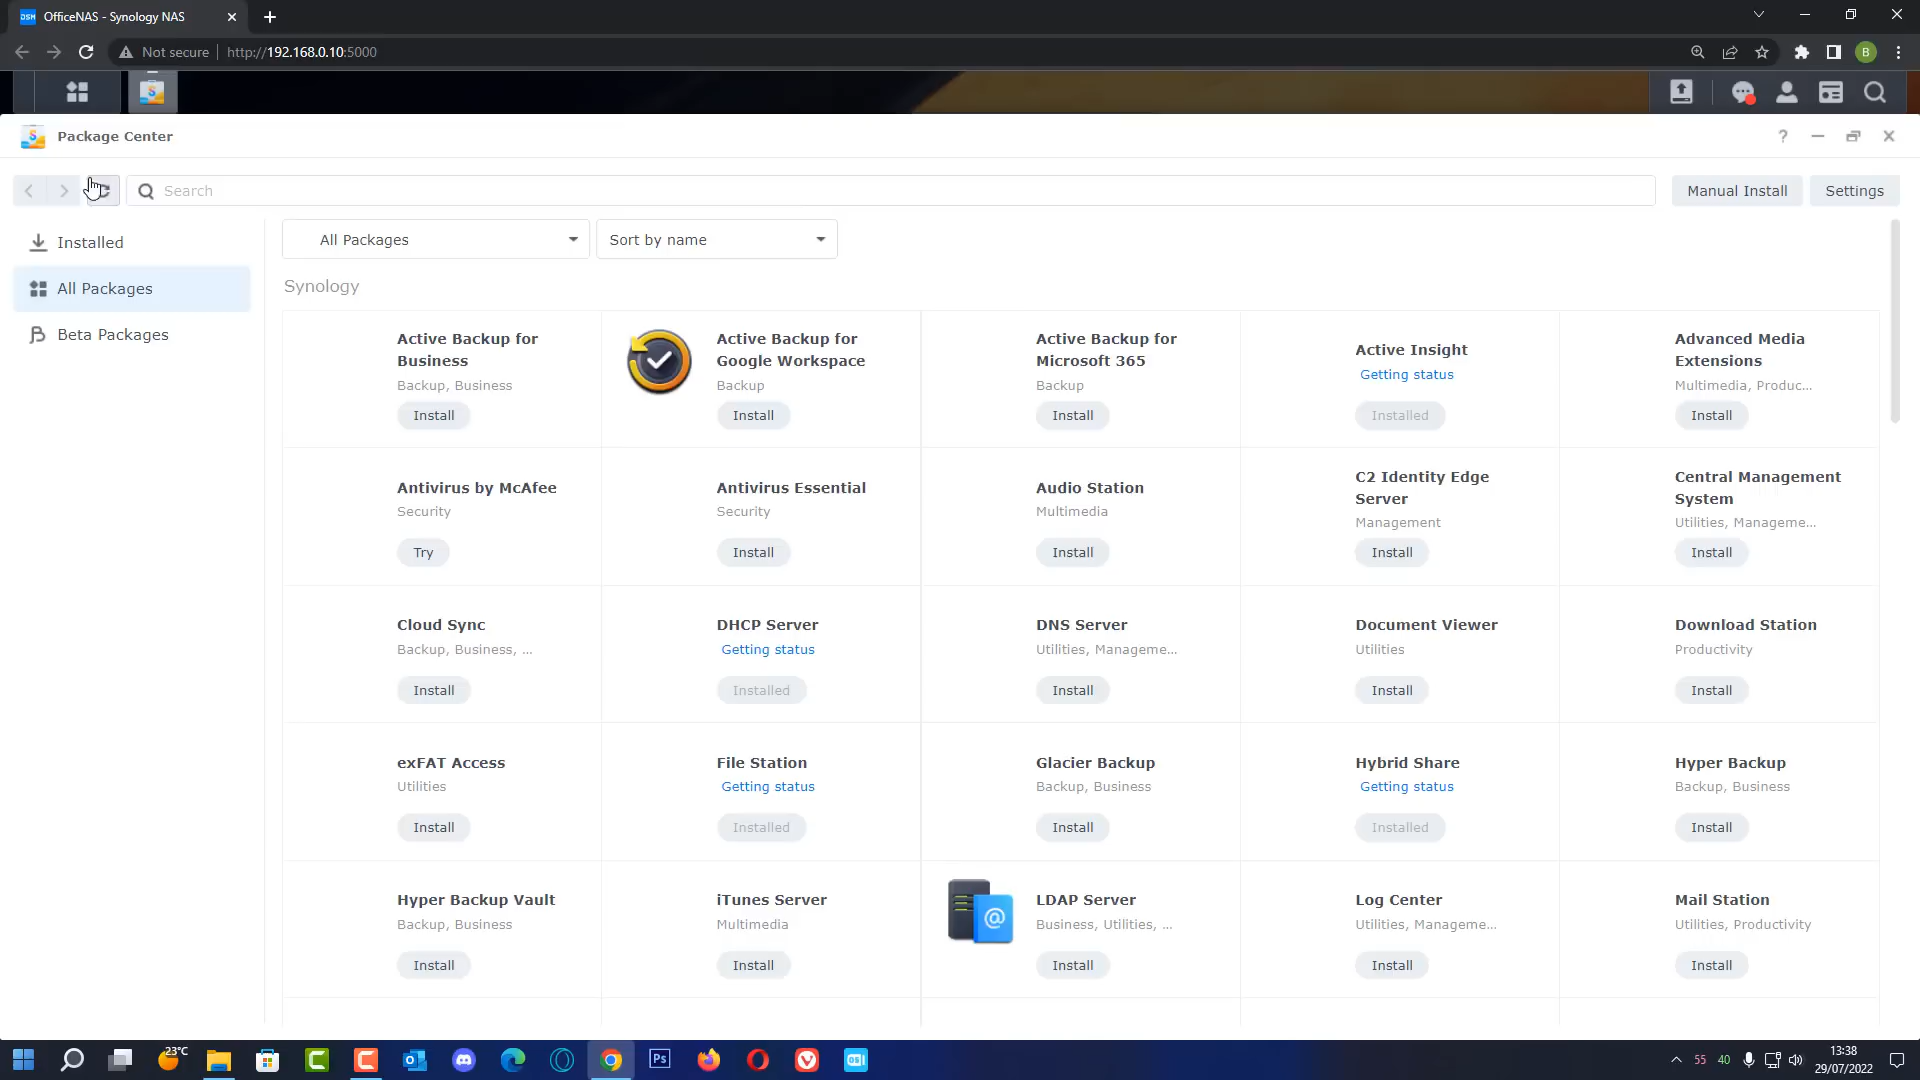 DSM OfficeNAS - Synology NAS
Not secure http://192.168.0.10:5000 B
S
Package Center
Search Manual Install Settings
Installed
All Packages
Beta Packages
All Packages Sort by name
Synology
Active Backup for Business
Backup, Business
Install
Active Backup for Google Workspace
Backup
Install
Active Backup for Microsoft 365
Backup
Install
Active Insight
Getting status
Installed
Advanced Media Extensions
Multimedia, Produc...
Install
Antivirus by McAfee
Security
Try
Antivirus Essential
Security
Install
Audio Station
Multimedia
Install
C2 Identity Edge Server
Management
Install
Central Management System
Utilities, Manageme...
Install
Cloud Sync
Backup, Business, ...
Install
DHCP Server
Getting status
Installed
DNS Server
Utilities, Manageme...
Install
Document Viewer
Utilities
Install
Download Station
Productivity
Install
exFAT Access
Utilities
Install
File Station
Getting status
Installed
Glacier Backup
Backup, Business
Install
Hybrid Share
Getting status
Installed
Hyper Backup
Backup, Business
Install
Hyper Backup Vault
Backup, Business
Install
iTunes Server
Multimedia
Install
LDAP Server
Business, Utilities, ...
Install
Log Center
Utilities, Manageme...
Install
Mail Station
Utilities, Productivity
Install
23°C Ps 55 40 13:38
29/07/2022